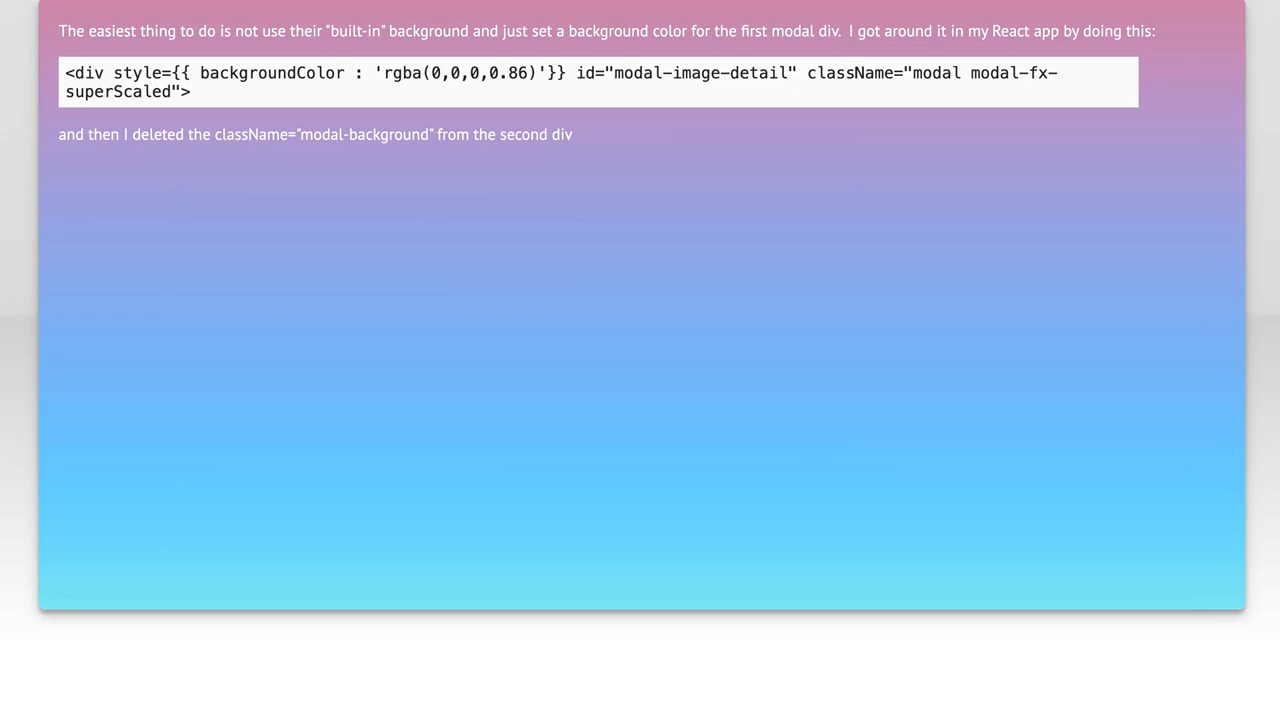 The easiest thing to do is not use their "built-in" background and just set a background color for the first modal div.  I got around it in my React app by doing this:
<div style={{ backgroundColor : 'rgba(0,0,0,0.86)'}} id="modal-image-detail" className="modal modal-fx-
superScaled">
and then I deleted the className="modal-background" from the second div